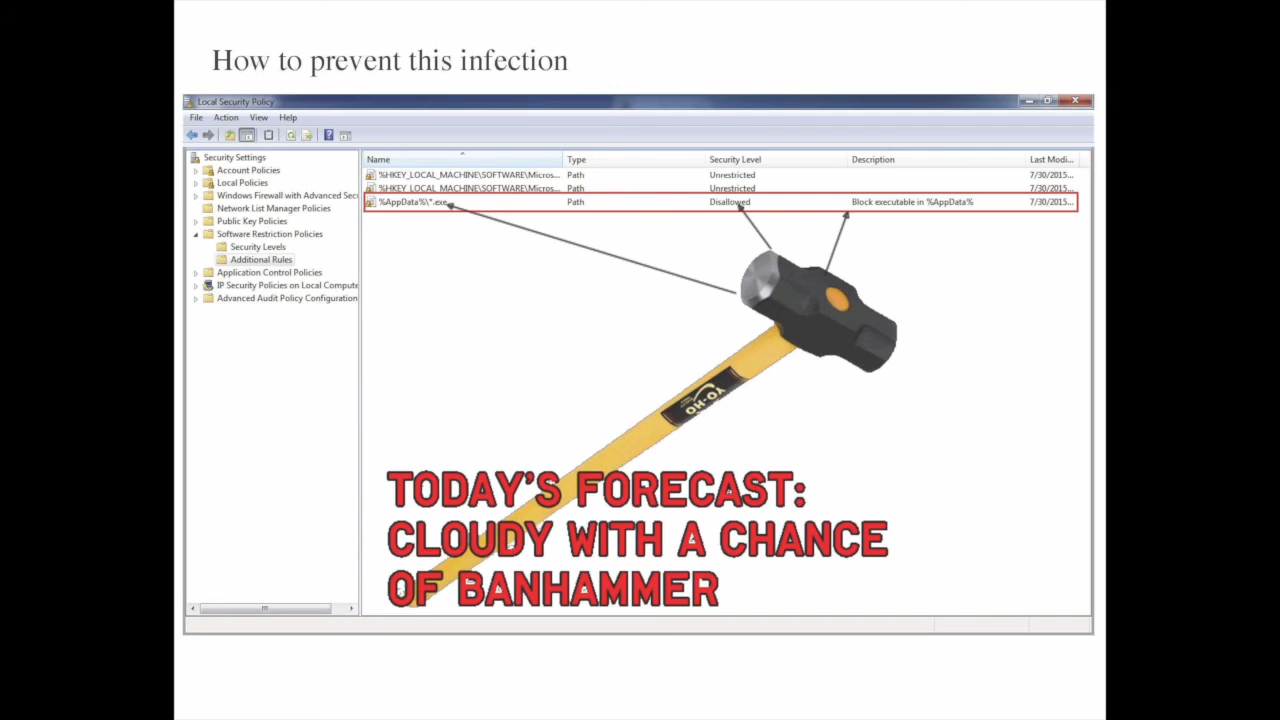 How to prevent this infection
Local Security Policy
File Action View Help
Name Type Security Level Description Last Modi...
Security Settings
Account Policies
Local Policies
Windows Firewall with Advanced Secu
Network List Manager Policies
Public Key Policies
Software Restriction Policies
Security Levels
Additional Rules
Application Control Policies
IP Security Policies on Local Compute
Advanced Audit Policy Configuration
%HKEY_LOCAL_MACHINE\SOFTWARE\Micros... Path Unrestricted 7/30/2015...
%HKEY_LOCAL_MACHINE\SOFTWARE\Micros... Path Unrestricted 7/30/2015...
%AppData%\*.exe Path Disallowed Block executable in %AppData% 7/30/2015...
YO-HO
TODAY'S FORECAST:
CLOUDY WITH A CHANCE
OF BANHAMMER